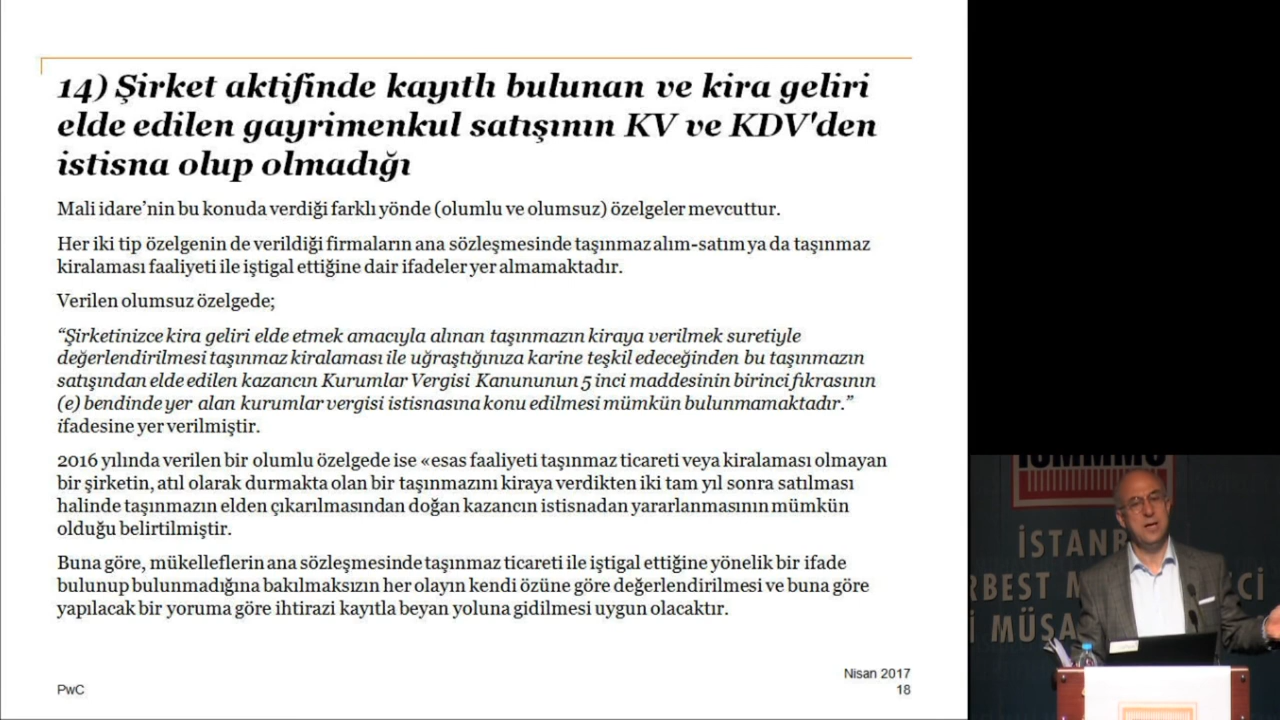 14) Şirket aktifinde kayıtlı bulunan ve kira geliri
elde edilen gayrimenkul satışının KV ve KDV'den
istisna olup olmadığı
Mali idare’nin bu konuda verdiği farklı yönde (olumlu ve olumsuz) özelgeler mevcuttur.
Her iki tip özelgenin de verildiği firmaların ana sözleşmesinde taşınmaz alım-satım ya da taşınmaz
kiralaması faaliyeti ile iştigal ettiğine dair ifadeler yer almamaktadır.
Verilen olumsuz özelgede;
“Şirketinizce kira geliri elde etmek amacıyla alınan taşınmazın kiraya verilmek suretiyle
değerlendirilmesi taşınmaz kiralaması ile uğraştığınıza karine teşkil edeceğinden bu taşınmazın
satışından elde edilen kazancın Kurumlar Vergisi Kanununun 5 inci maddesinin birinci fıkrasının
(e) bendinde yer alan kurumlar vergisi istisnasına konu edilmesi mümkün bulunmamaktadır.”
ifadesine yer verilmiştir.
2016 yılında verilen bir olumlu özelgede ise «esas faaliyeti taşınmaz ticareti veya kiralaması olmayan
bir şirketin, atıl olarak durmakta olan bir taşınmazını kiraya verdikten iki tam yıl sonra satılması
halinde taşınmazın elden çıkarılmasından doğan kazancın istisnadan yararlanmasının mümkün
olduğu belirtilmiştir.
Buna göre, mükelleflerin ana sözleşmesinde taşınmaz ticareti ile iştigal ettiğine yönelik bir ifade
bulunup bulunmadığına bakılmaksızın her olayın kendi özüne göre değerlendirilmesi ve buna göre
yapılacak bir yoruma göre ihtirazi kayıtla beyan yoluna gidilmesi uygun olacaktır.
PwC
Nisan 2017
18